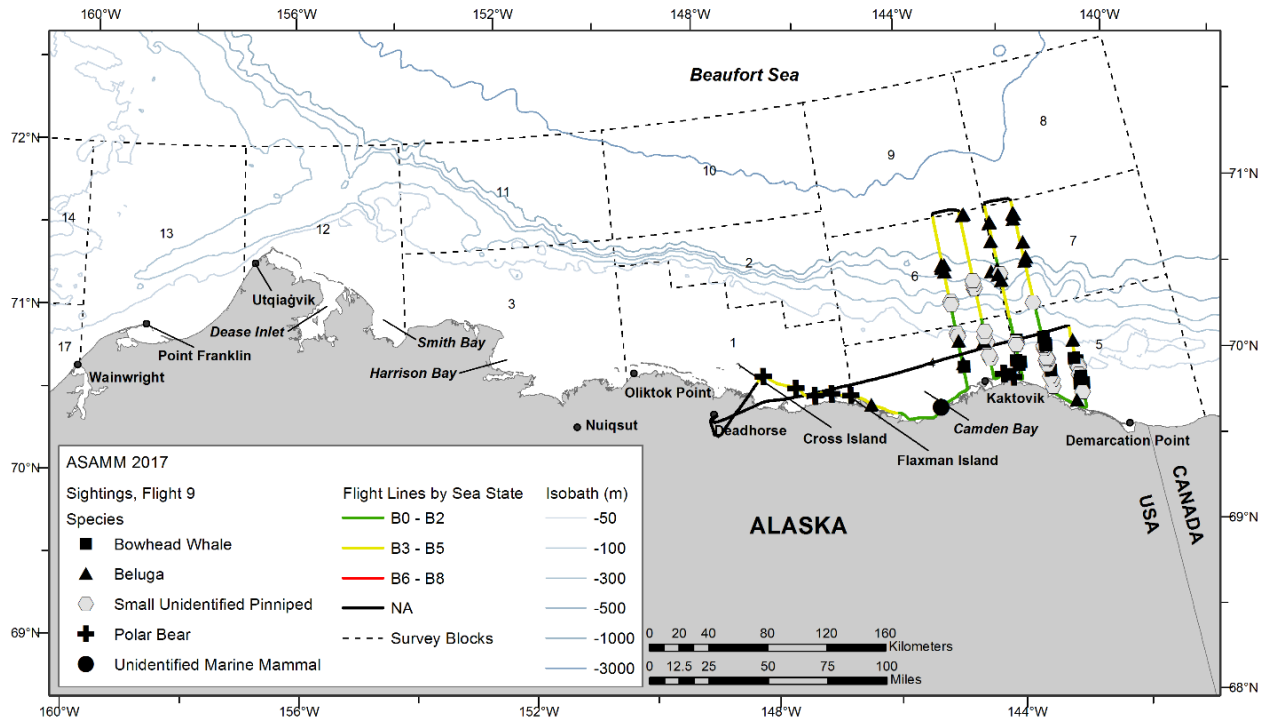 160°W 156°W 152°W 148°W 144°W 140°W
Beaufort Sea
8
72°N
9
10
71°N
11
14
13
12
7
2
6
Utqiaġvik
71°N
3
Dease Inlet
Smith Bay
1
5
70°N
17
Point Franklin
Harrison Bay
Wainwright
Oliktok Point
Kaktovik
Nuiqsut
Deadhorse
Cross Island
Camden Bay
Demarcation Point
Flaxman Island
70°N
ALASKA
69°N
CANADA
USA
69°N
68°N
ASAMM 2017
Sightings, Flight 9
Species
Bowhead Whale
Beluga
Small Unidentified Pinniped
Polar Bear
Unidentified Marine Mammal
Flight Lines by Sea State
B0 - B2
B3 - B5
B6 - B8
NA
Survey Blocks
Isobath (m)
-50
-100
-300
-500
-1000
-3000
0 20 40 80 120 160
Kilometers
0 12.5 25 50 75 100
Miles
160°W 156°W 152°W 148°W 144°W